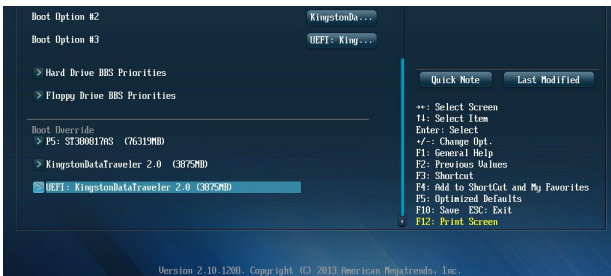 Boot Option #2
KingstonDa...
Boot Option #3
UEFI: King...
Hard Drive BBS Priorities
Floppy Drive BBS Priorities
Boot Override
P5: ST380817AS (76319MB)
KingstonDataTraveler 2.0 (3875MB)
UEFI: KingstonDataTraveler 2.0 (3875MB)
Quick Note
Last Modified
→←: Select Screen
↑↓: Select Item
Enter: Select
+/-: Change Opt.
F1: General Help
F2: Previous Values
F3: Shortcut
F4: Add to ShortCut and My Favorites
F5: Optimized Defaults
F10: Save ESC: Exit
F12: Print Screen
Version 2.10.1208. Copyright (C) 2013 American Megatrends, Inc.